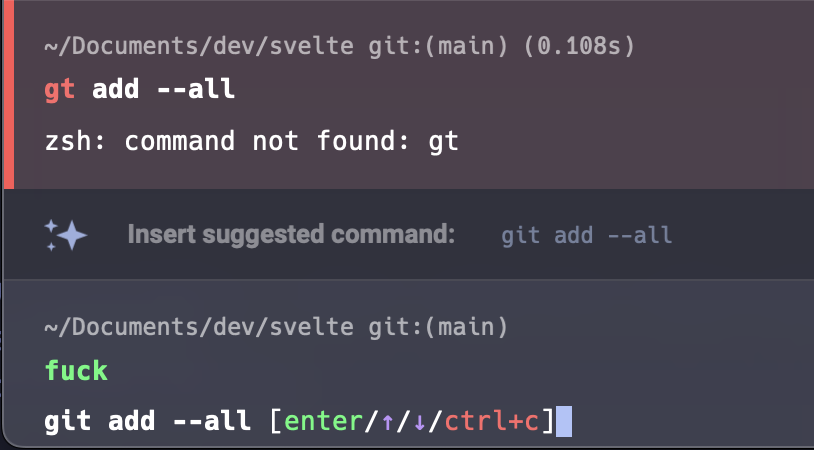 ~/Documents/dev/svelte git:(main) (0.108s)
gt add --all
zsh: command not found: gt
Insert suggested command: git add --all
~/Documents/dev/svelte git:(main)
fuck
git add --all [enter/↑/↓/ctrl+c]